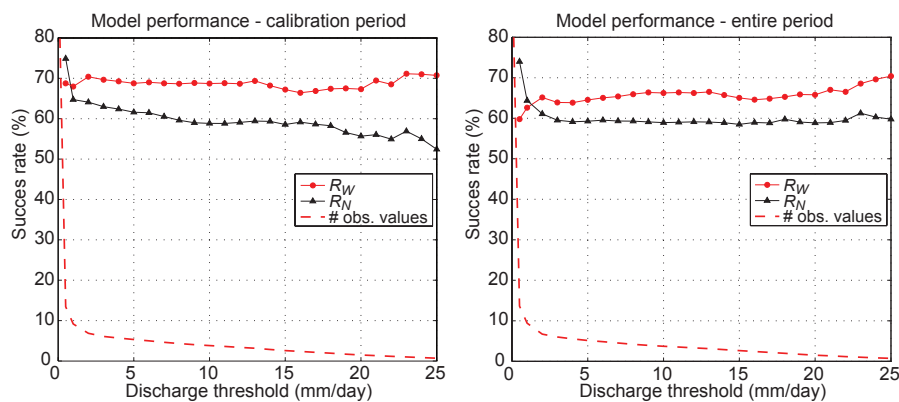 Model performance - calibration period
80
70
60
50
40
30
20
10
0
Succes rate (%)
R_W
R_N
# obs. values
0 5 10 15 20 25
Discharge threshold (mm/day)
Model performance - entire period
80
70
60
50
40
30
20
10
0
Succes rate (%)
R_W
R_N
# obs. values
0 5 10 15 20 25
Discharge threshold (mm/day)